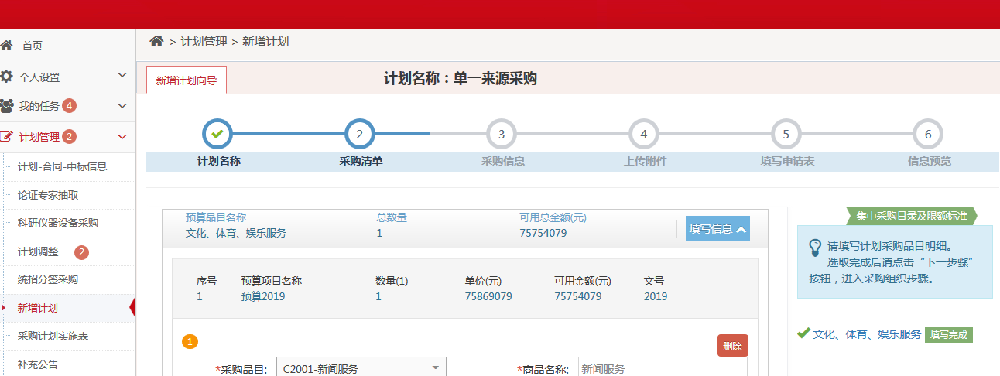 首页
个人设置
我的任务 4
计划管理 2
计划-合同-中标信息
论证专家抽取
科研仪器设备采购
计划调整 2
统招分签采购
新增计划
采购计划实施表
补充公告
> 计划管理 > 新增计划
新增计划向导
计划名称：单一来源采购
2 3 4 5 6
计划名称 采购清单 采购信息 上传附件 填写申请表 信息预览
预算品目名称 总数量 可用总金额(元)
文化、体育、娱乐服务 1 75754079
填写信息
序号 预算项目名称 数量(1) 单价(元) 可用金额(元) 文号
1 预算2019 1 75869079 75754079 2019
1
删除
*采购品目: C2001-新闻服务 *商品名称: 新闻服务
集中采购目录及限额标准
请填写计划采购品目明细。
选取完成后请点击“下一步骤”
按钮，进入采购组织步骤。
文化、体育、娱乐服务 填写完成